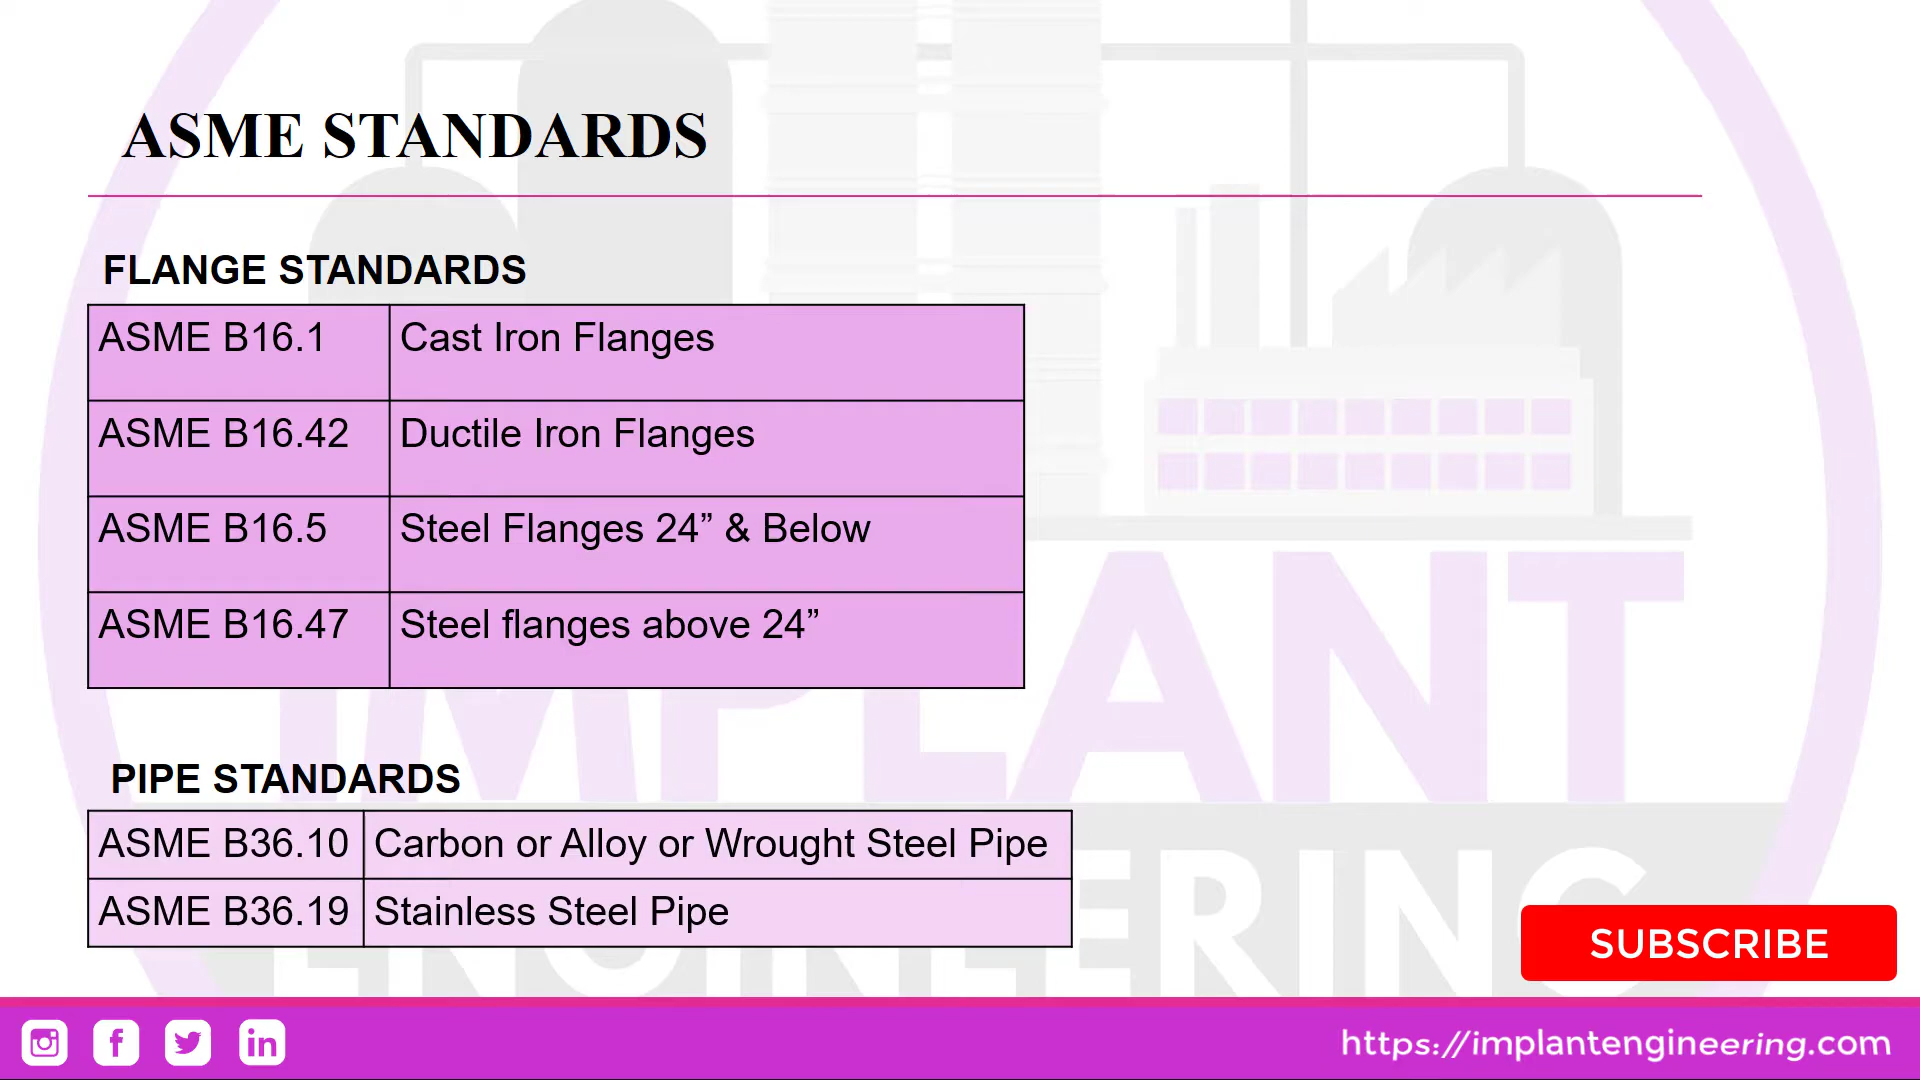 ASME STANDARDS
FLANGE STANDARDS
ASME B16.1 Cast Iron Flanges
ASME B16.42 Ductile Iron Flanges
ASME B16.5 Steel Flanges 24” & Below
ASME B16.47 Steel flanges above 24”
IMPLANT
PIPE STANDARDS
ASME B36.10 Carbon or Alloy or Wrought Steel Pipe
ASME B36.19 Stainless Steel Pipe
ENGINEERING
SUBSCRIBE
https://implantengineering.com